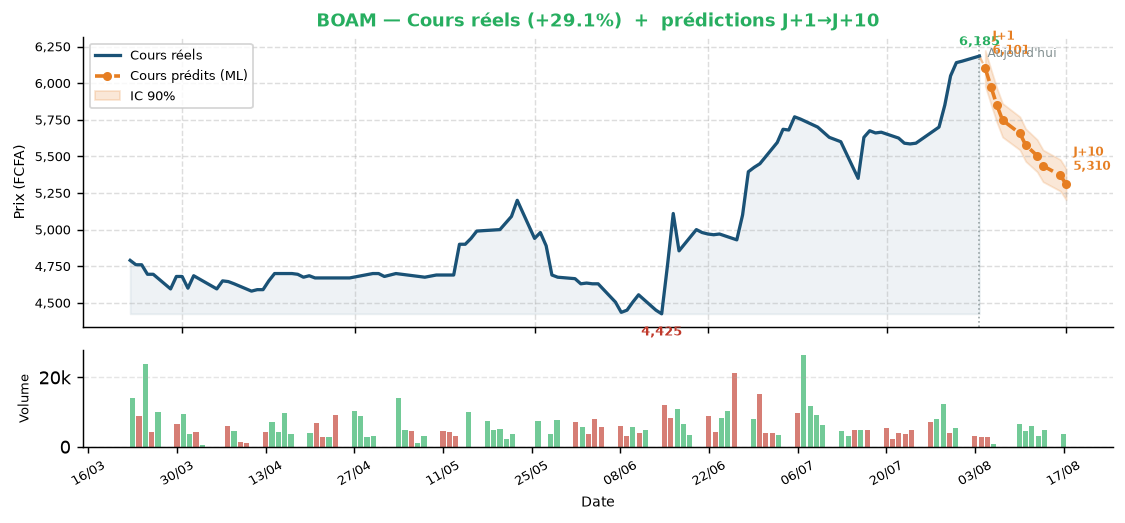 BOAM — Cours réels (+29.1%) + prédictions J+1→J+10
Cours réels
Cours prédits (ML)
IC 90%
6,185
J+1
6,101
Aujourd'hui
J+10
5,310
4,425
Prix (FCFA)
6,250
6,000
5,750
5,500
5,250
5,000
4,750
4,500
Volume
20k
0
16/03 30/03 13/04 27/04 11/05 25/05 08/06 22/06 06/07 20/07 03/08 17/08
Date